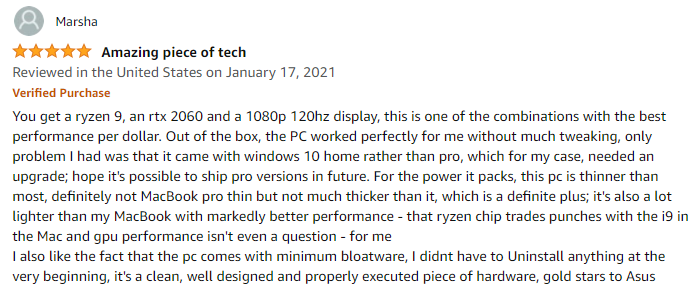 Marsha
Amazing piece of tech
Reviewed in the United States on January 17, 2021
Verified Purchase
You get a ryzen 9, an rtx 2060 and a 1080p 120hz display, this is one of the combinations with the best
performance per dollar. Out of the box, the PC worked perfectly for me without much tweaking, only
problem I had was that it came with windows 10 home rather than pro, which for my case, needed an
upgrade; hope it's possible to ship pro versions in future. For the power it packs, this pc is thinner than
most, definitely not MacBook pro thin but not much thicker than it, which is a definite plus; it's also a lot
lighter than my MacBook with markedly better performance - that ryzen chip trades punches with the i9 in
the Mac and gpu performance isn't even a question - for me
I also like the fact that the pc comes with minimum bloatware, I didnt have to Uninstall anything at the
very beginning, it's a clean, well designed and properly executed piece of hardware, gold stars to Asus